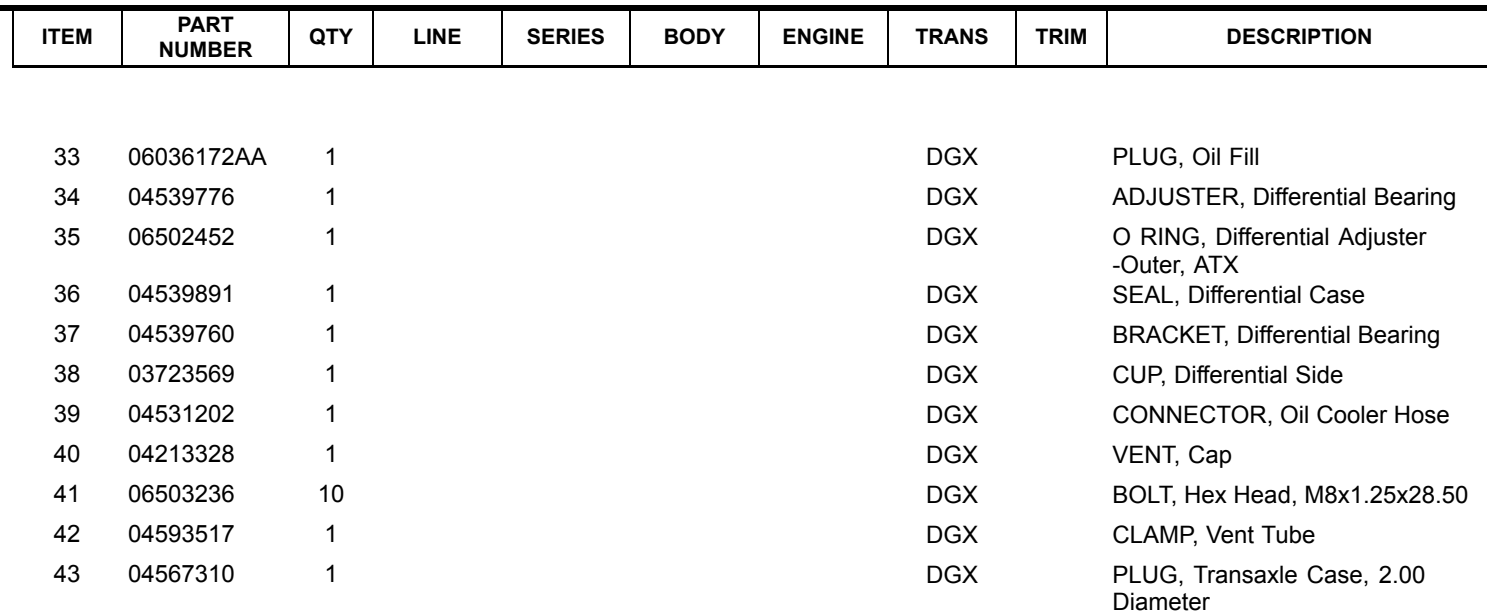 ITEM PART NUMBER QTY LINE SERIES BODY ENGINE TRANS TRIM DESCRIPTION
33 06036172AA 1 DGX PLUG, Oil Fill
34 04539776 1 DGX ADJUSTER, Differential Bearing
35 06502452 1 DGX O RING, Differential Adjuster
-Outer, ATX
36 04539891 1 DGX SEAL, Differential Case
37 04539760 1 DGX BRACKET, Differential Bearing
38 03723569 1 DGX CUP, Differential Side
39 04531202 1 DGX CONNECTOR, Oil Cooler Hose
40 04213328 1 DGX VENT, Cap
41 06503236 10 DGX BOLT, Hex Head, M8x1.25x28.50
42 04593517 1 DGX CLAMP, Vent Tube
43 04567310 1 DGX PLUG, Transaxle Case, 2.00
Diameter